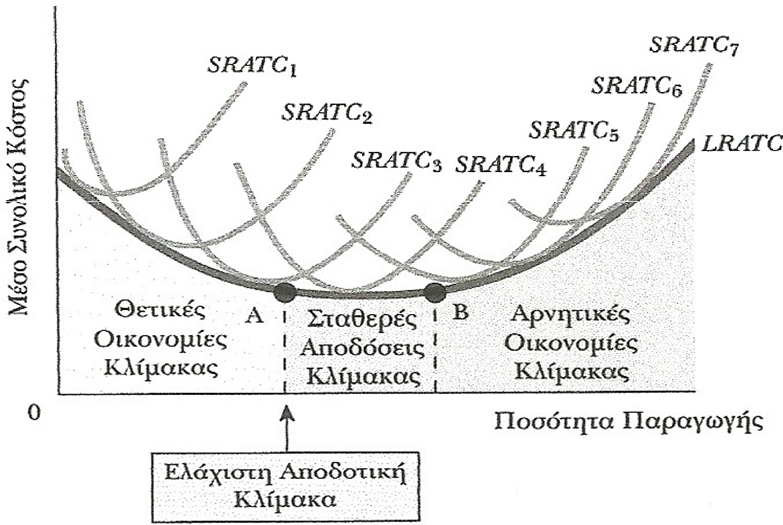 Μέσο Συνολικό Κόστος
SRATC1
SRATC2
SRATC3
SRATC4
SRATC5
SRATC6
SRATC7
LRATC
Θετικές
Οικονομίες
Κλίμακας
A
Σταθερές
Αποδόσεις
Κλίμακας
B
Αρνητικές
Οικονομίες
Κλίμακας
0
Ποσότητα Παραγωγής
Ελάχιστη Αποδοτική
Κλίμακα